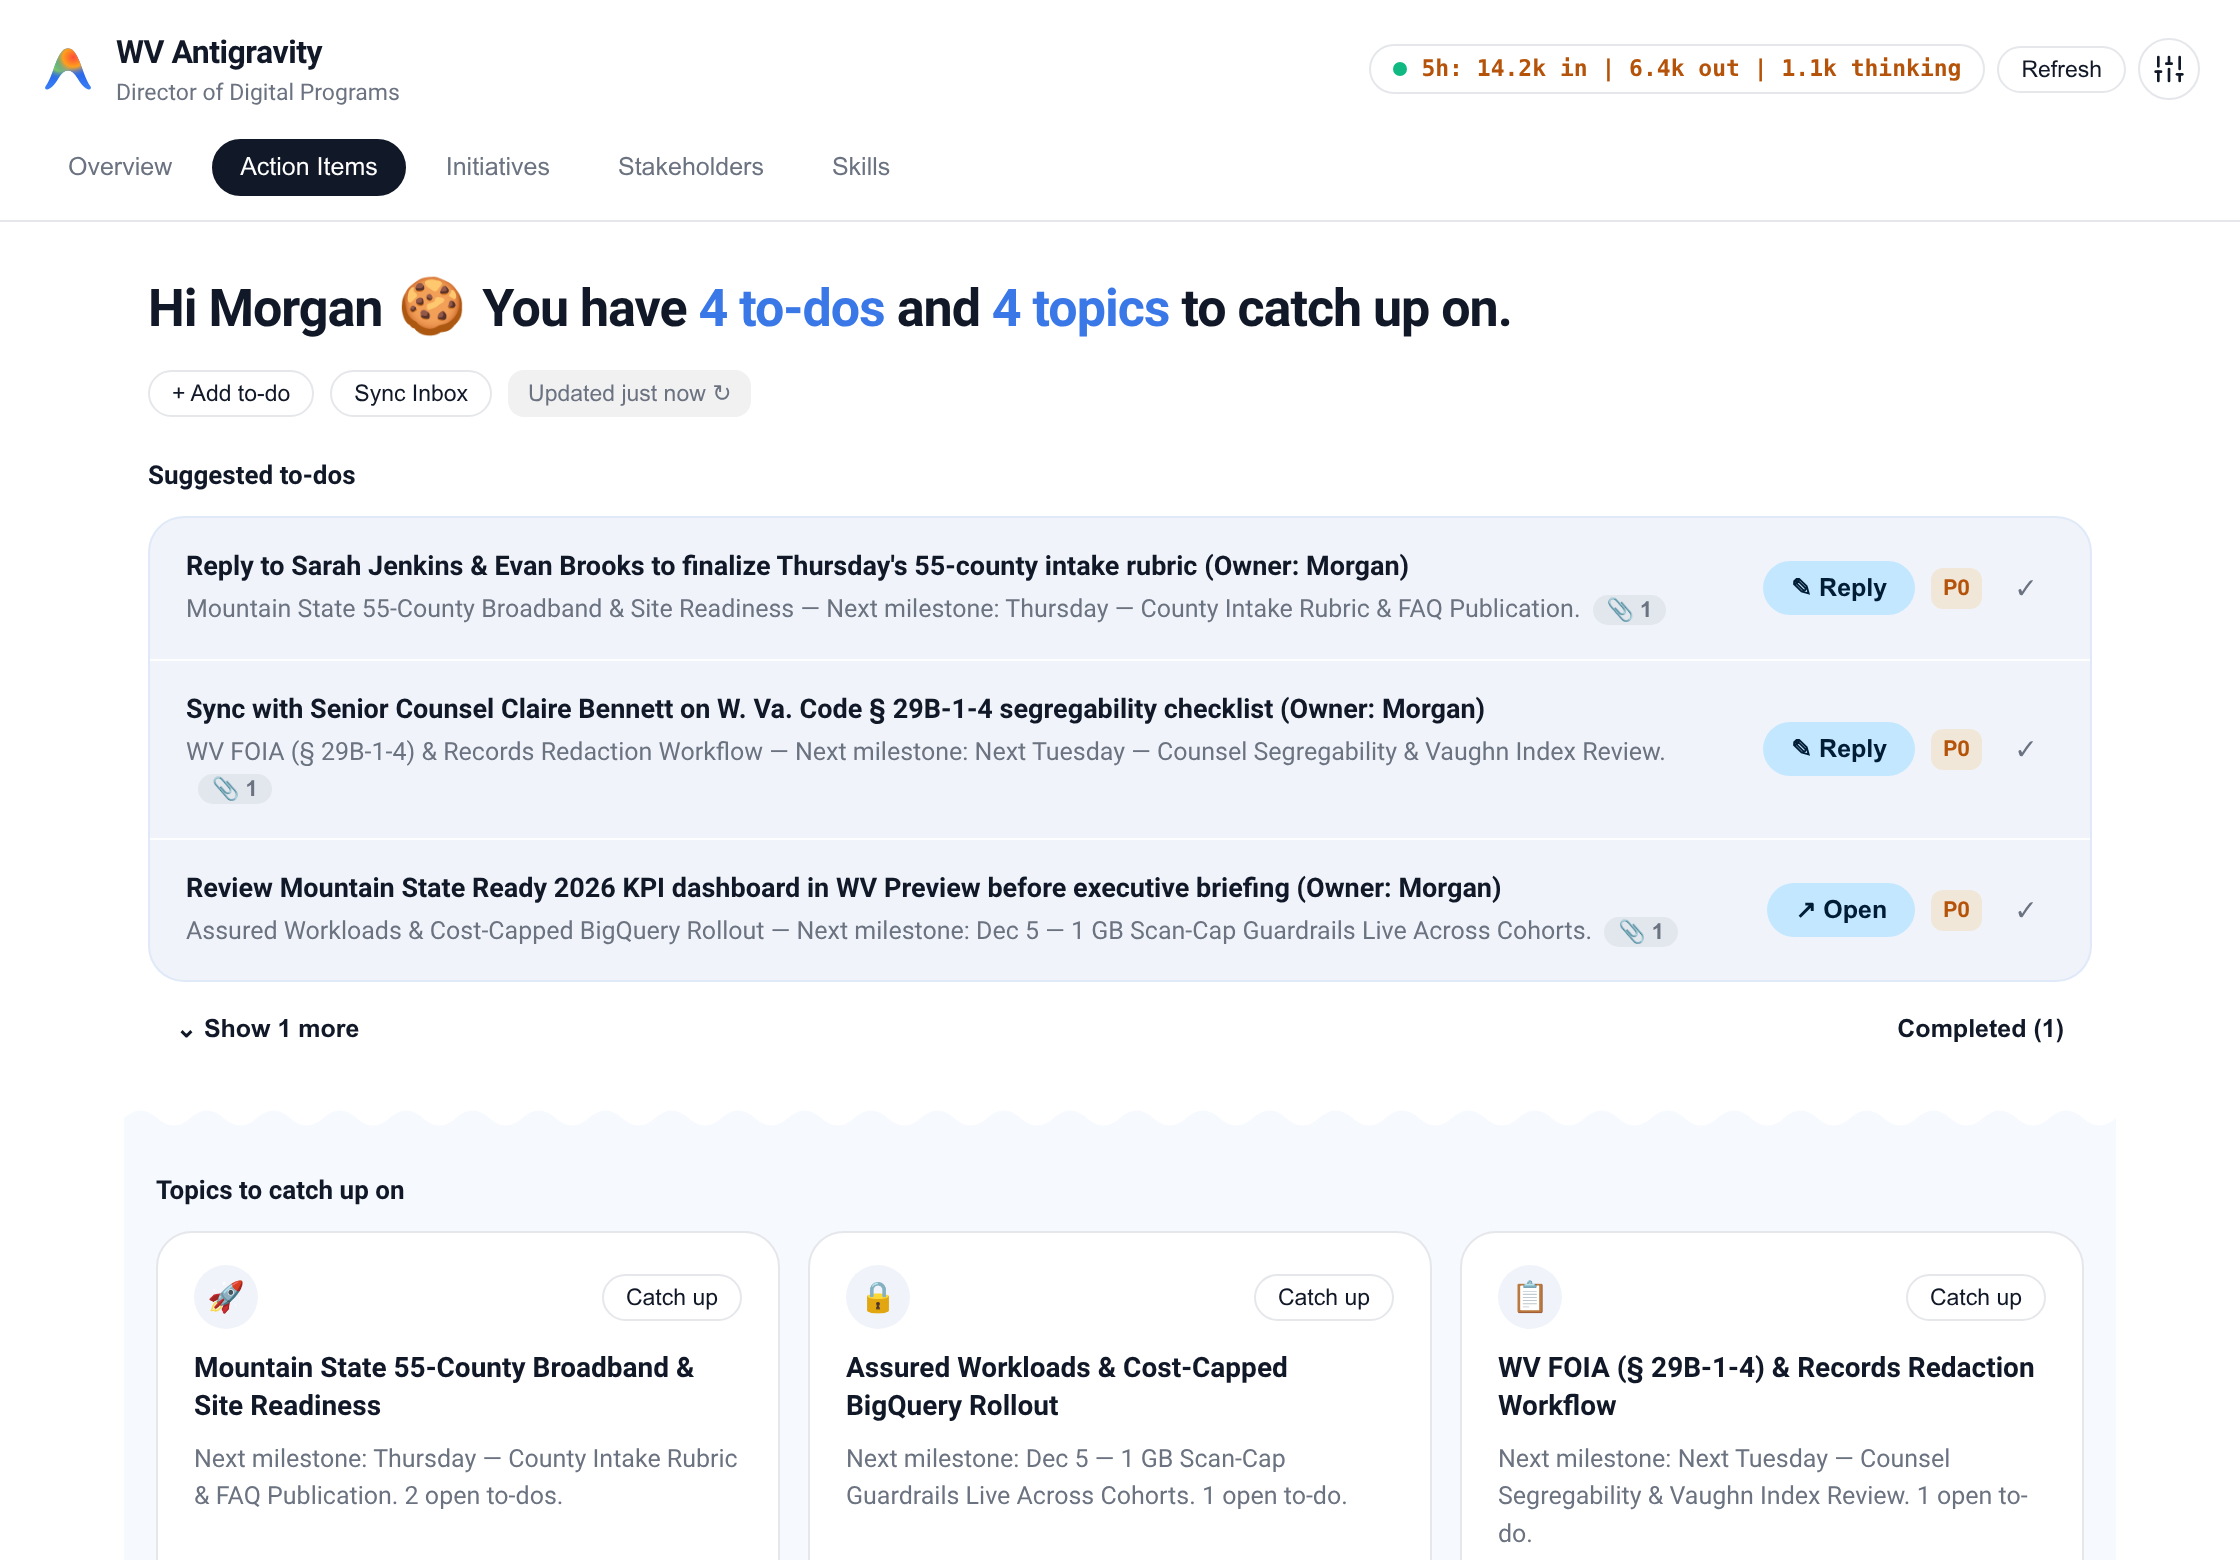 WV Antigravity
Director of Digital Programs
5h: 14.2k in | 6.4k out | 1.1k thinking
Refresh
Overview
Action Items
Initiatives
Stakeholders
Skills
Hi Morgan 🍪 You have 4 to-dos and 4 topics to catch up on.
+ Add to-do
Sync Inbox
Updated just now ↻
Suggested to-dos
Reply to Sarah Jenkins & Evan Brooks to finalize Thursday's 55-county intake rubric (Owner: Morgan)
Mountain State 55-County Broadband & Site Readiness — Next milestone: Thursday — County Intake Rubric & FAQ Publication. 📎 1
✎ Reply
P0
✓
Sync with Senior Counsel Claire Bennett on W. Va. Code § 29B-1-4 segregability checklist (Owner: Morgan)
WV FOIA (§ 29B-1-4) & Records Redaction Workflow — Next milestone: Next Tuesday — Counsel Segregability & Vaughn Index Review.
📎 1
✎ Reply
P0
✓
Review Mountain State Ready 2026 KPI dashboard in WV Preview before executive briefing (Owner: Morgan)
Assured Workloads & Cost-Capped BigQuery Rollout — Next milestone: Dec 5 — 1 GB Scan-Cap Guardrails Live Across Cohorts. 📎 1
↗ Open
P0
✓
⌄ Show 1 more
Completed (1)
Topics to catch up on
🚀
Catch up
Mountain State 55-County Broadband &
Site Readiness
Next milestone: Thursday — County Intake Rubric
& FAQ Publication. 2 open to-dos.
🔒
Catch up
Assured Workloads & Cost-Capped
BigQuery Rollout
Next milestone: Dec 5 — 1 GB Scan-Cap
Guardrails Live Across Cohorts. 1 open to-do.
📋
Catch up
WV FOIA (§ 29B-1-4) & Records Redaction
Workflow
Next milestone: Next Tuesday — Counsel
Segregability & Vaughn Index Review. 1 open to-
do.